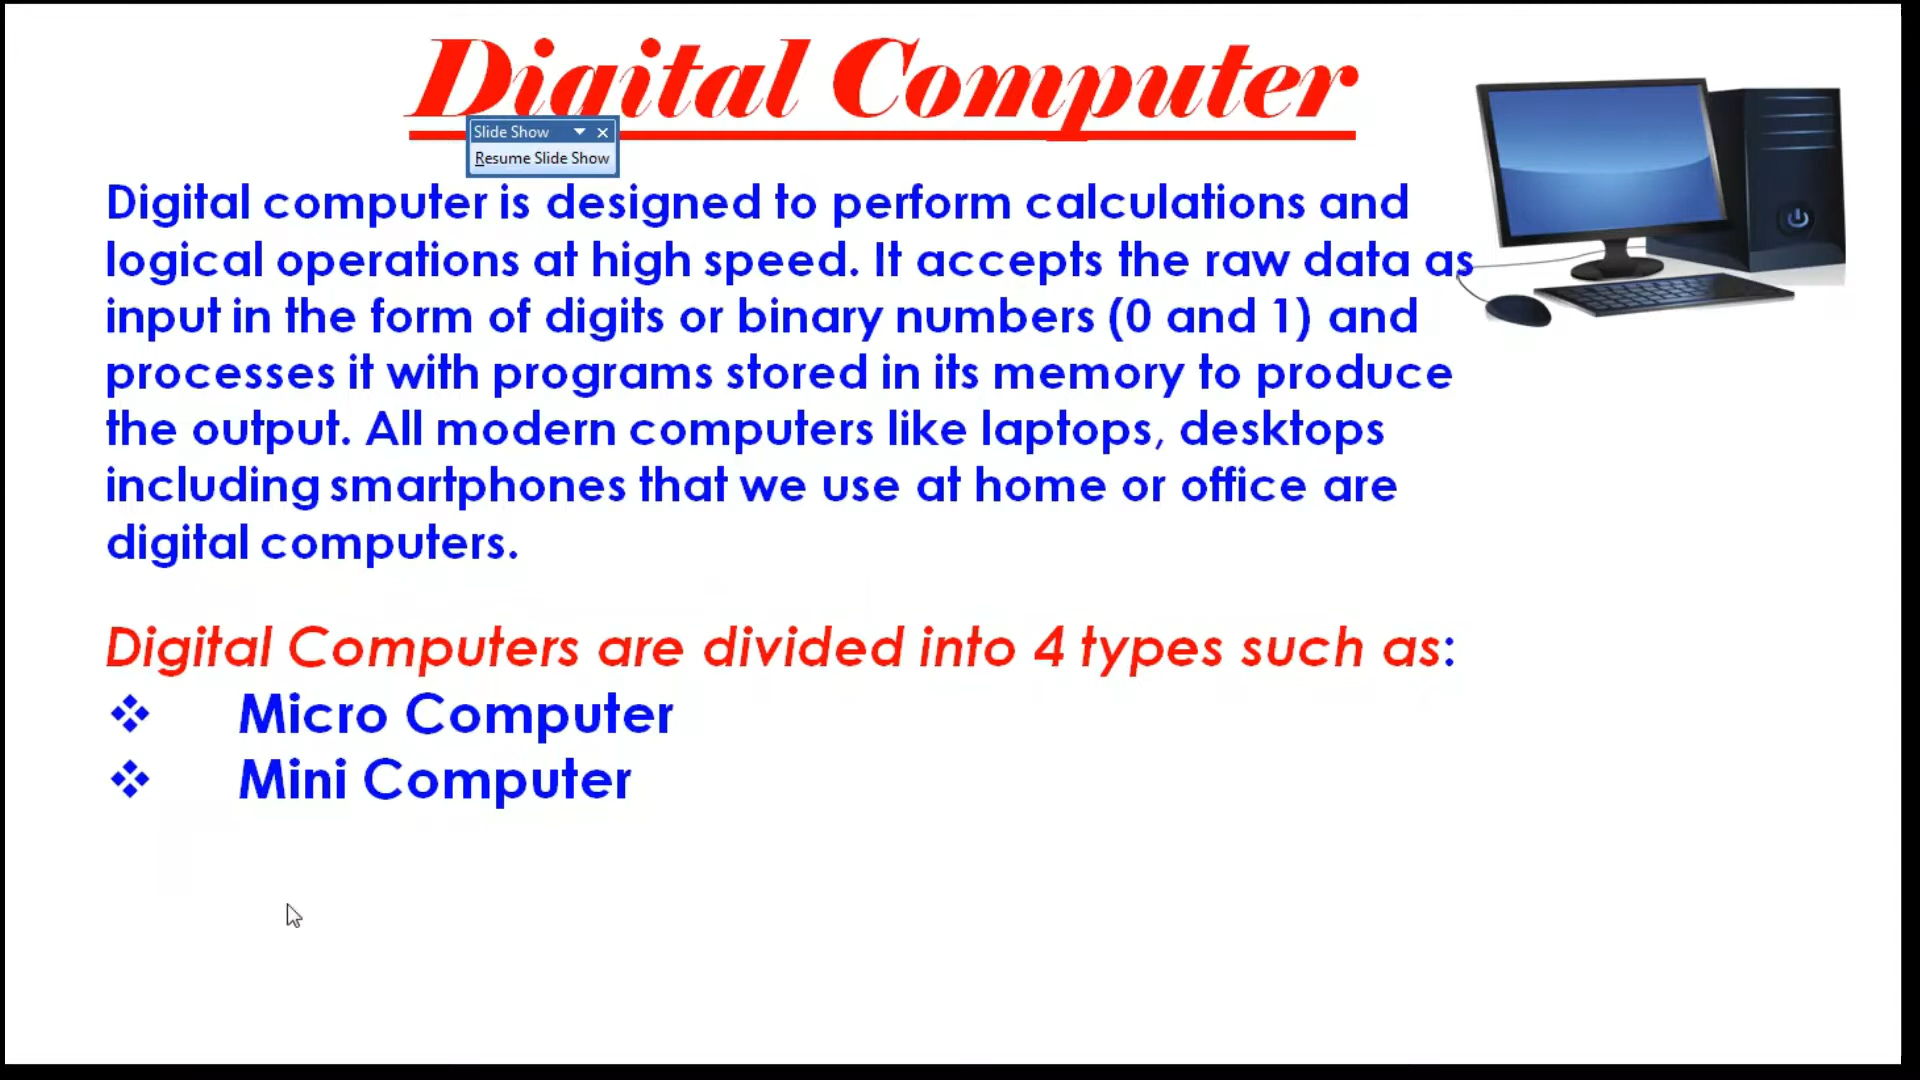 Digital Computer
Slide Show
Resume Slide Show
Digital computer is designed to perform calculations and
logical operations at high speed. It accepts the raw data as
input in the form of digits or binary numbers (0 and 1) and
processes it with programs stored in its memory to produce
the output. All modern computers like laptops, desktops
including smartphones that we use at home or office are
digital computers.
Digital Computers are divided into 4 types such as:
❖ Micro Computer
❖ Mini Computer